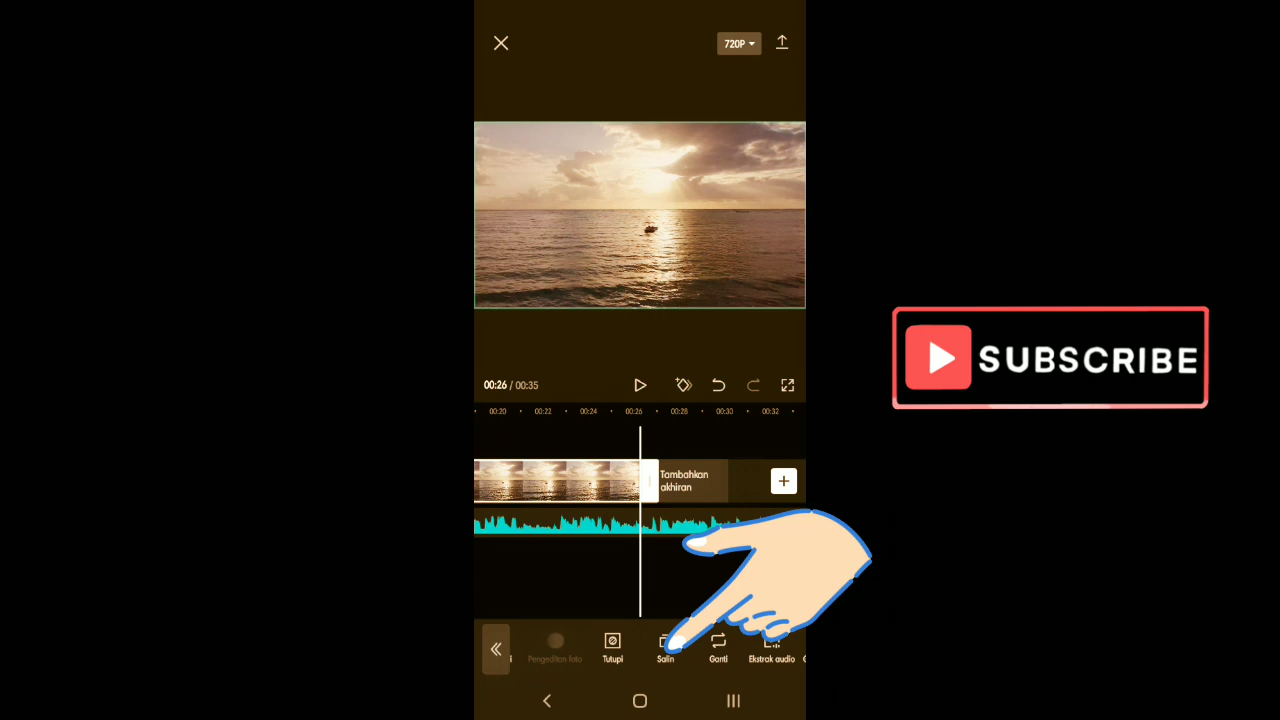 720P
00:26 / 00:35
00:20 00:22 00:24 00:26 00:28 00:30 00:32
Tambahkan
akhiran
Pengeditan foto Tutupi Salin Ganti Ekstrak audio
SUBSCRIBE